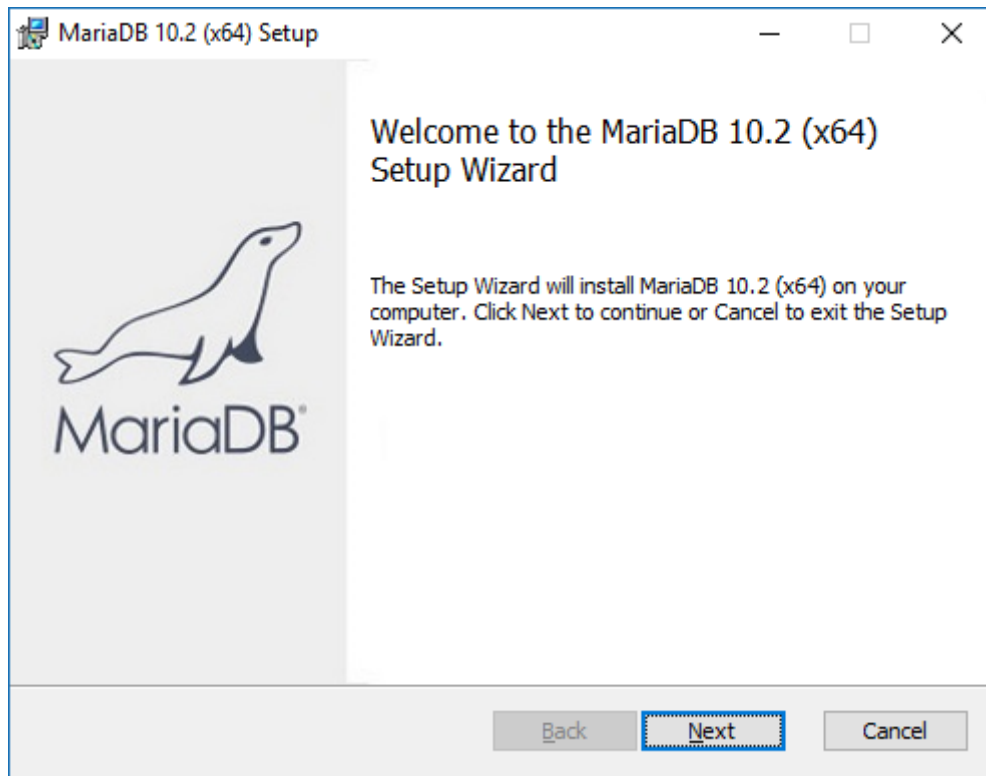 MariaDB 10.2 (x64) Setup
Welcome to the MariaDB 10.2 (x64)
Setup Wizard
The Setup Wizard will install MariaDB 10.2 (x64) on your
computer. Click Next to continue or Cancel to exit the Setup
Wizard.
MariaDB®
Back Next Cancel